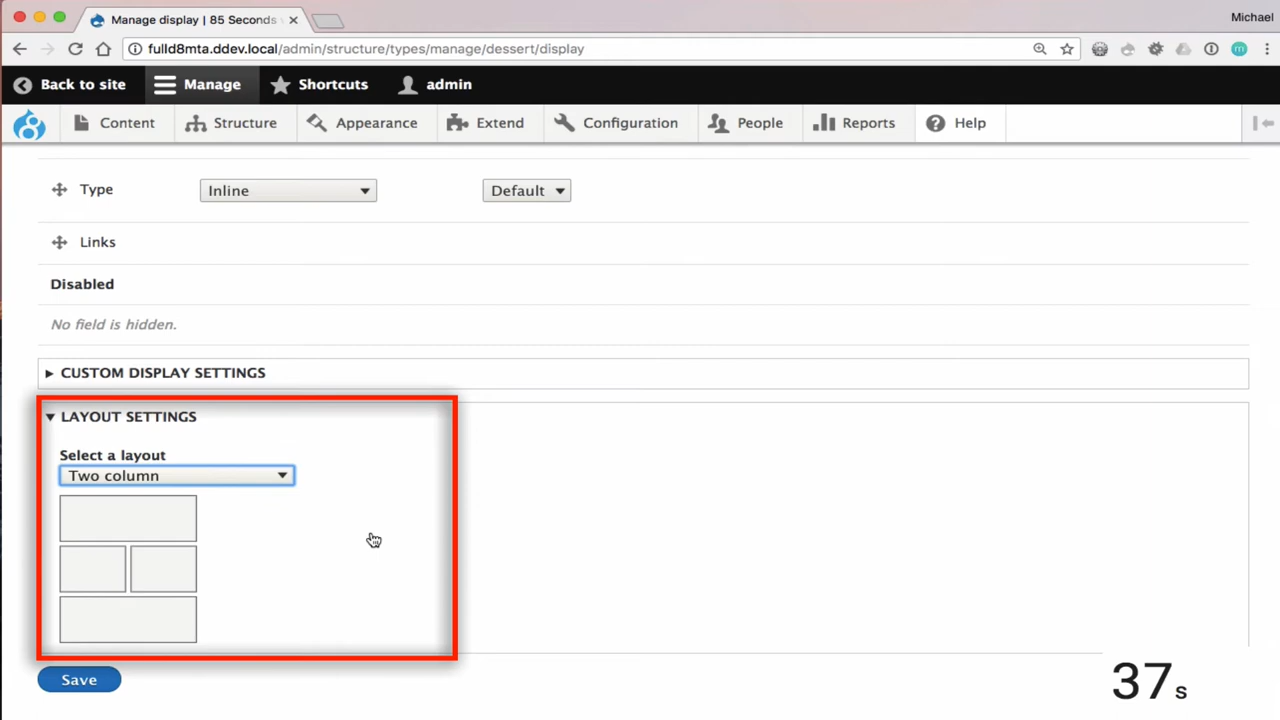 Manage display | 85 Seconds
Michael
fulld8mta.ddev.local/admin/structure/types/manage/dessert/display
Back to site
Manage
Shortcuts
admin
Content
Structure
Appearance
Extend
Configuration
People
Reports
Help
Type
Inline
Default
Links
Disabled
No field is hidden.
CUSTOM DISPLAY SETTINGS
LAYOUT SETTINGS
Select a layout
Two column
Save
37s